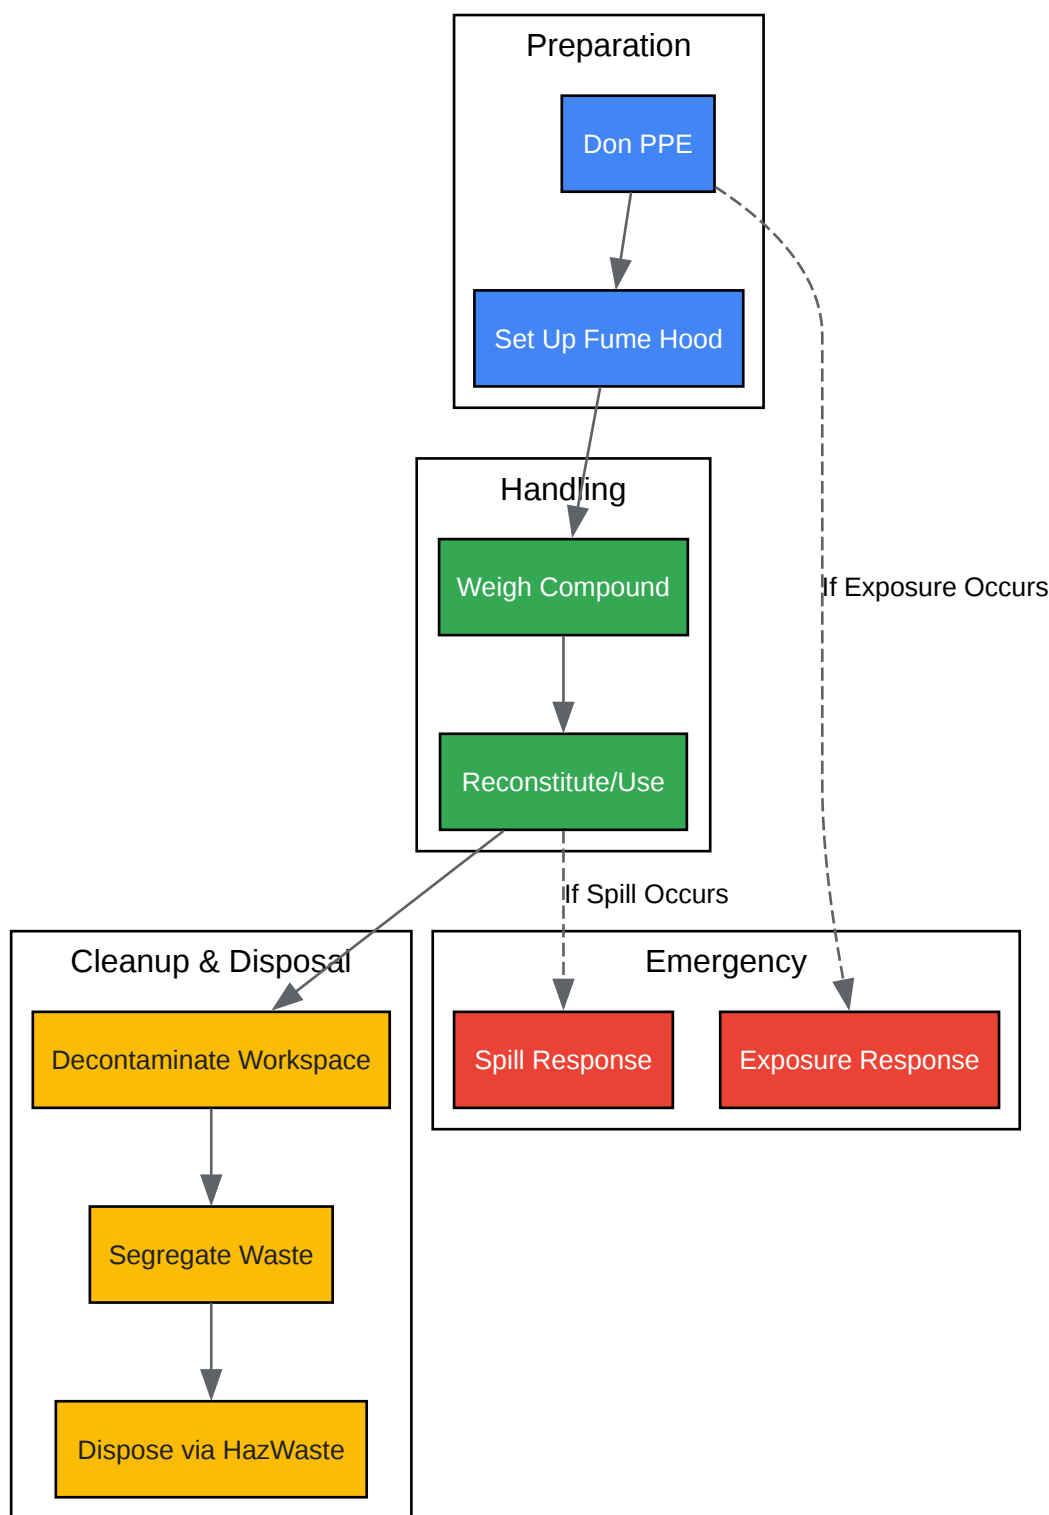 Preparation
Don PPE
Set Up Fume Hood
Handling
Weigh Compound
If Exposure Occurs
Reconstitute/Use
If Spill Occurs
Cleanup & Disposal
Emergency
Decontaminate Workspace
Spill Response
Exposure Response
Segregate Waste
Dispose via HazWaste